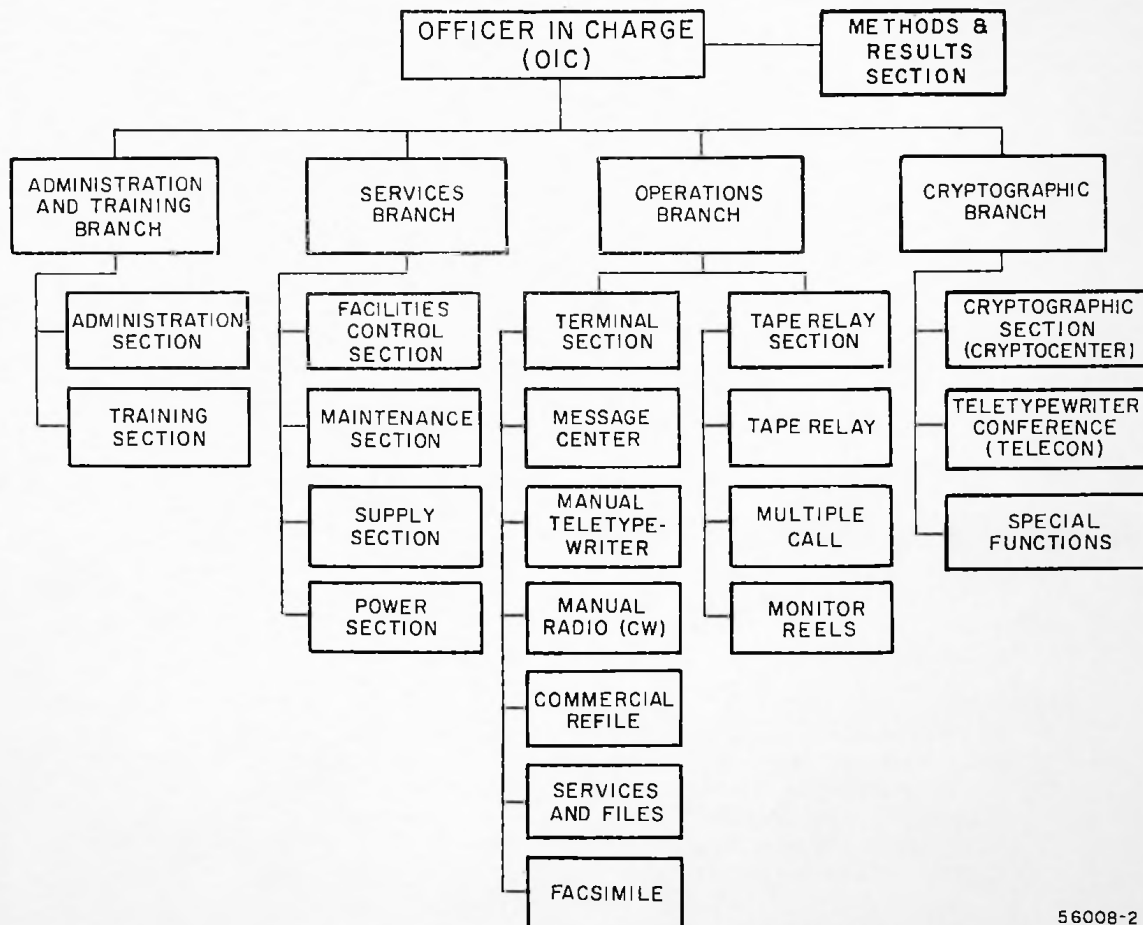 OFFICER IN CHARGE
(OIC)
METHODS &
RESULTS
SECTION
ADMINISTRATION
AND TRAINING
BRANCH
SERVICES
BRANCH
OPERATIONS
BRANCH
CRYPTOGRAPHIC
BRANCH
ADMINISTRATION
SECTION
TRAINING
SECTION
FACILITIES
CONTROL
SECTION
MAINTENANCE
SECTION
SUPPLY
SECTION
POWER
SECTION
TERMINAL
SECTION
MESSAGE
CENTER
MANUAL
TELETYPE-
WRITER
MANUAL
RADIO (CW)
COMMERCIAL
REFILE
SERVICES
AND FILES
FACSIMILE
TAPE RELAY
SECTION
TAPE RELAY
MULTIPLE
CALL
MONITOR
REELS
CRYPTOGRAPHIC
SECTION
(CRYPTOCENTER)
TELETYPEWRITER
CONFERENCE
(TELECON)
SPECIAL
FUNCTIONS
56008-2